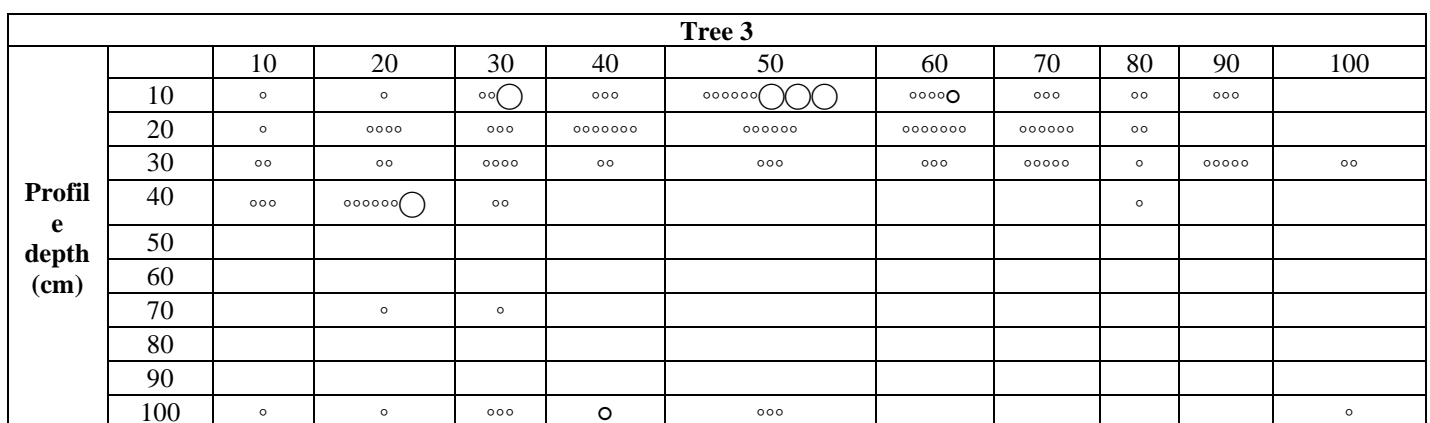 Tree 3
10 20 30 40 50 60 70 80 90 100
10 ° ° °°◯ °°° °°°°°°◯◯◯ °°°°o °°° °° °°°
20 ° °°°° °°° °°°°°°° °°°°°° °°°°°°° °°°°°° °°
30 °° °° °°°° °° °°° °°° °°°°° ° °°°°° °°
Profil
e
depth
(cm)
40 °°° °°°°°°◯ °° °
50
60
70 ° °
80
90
100 ° ° °°° o °°° °